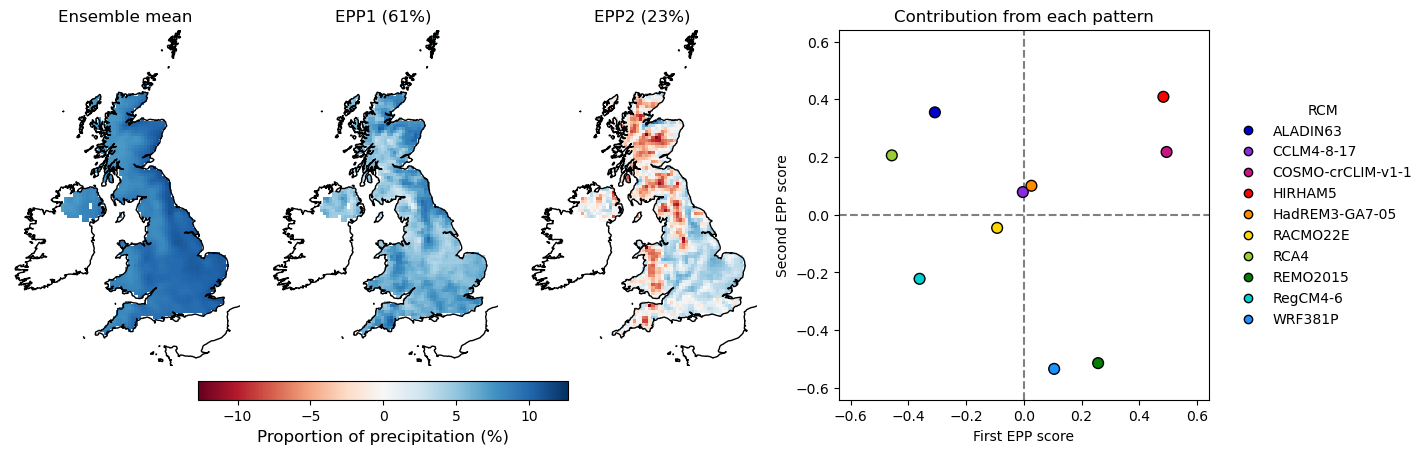 Ensemble mean
EPP1 (61%)
EPP2 (23%)
−10 −5 0 5 10
Proportion of precipitation (%)
Contribution from each pattern
Second EPP score
0.6
0.4
0.2
0.0
−0.2
−0.4
−0.6
−0.6 −0.4 −0.2 0.0 0.2 0.4 0.6
First EPP score
RCM
ALADIN63
CCLM4-8-17
COSMO-crCLIM-v1-1
HIRHAM5
HadREM3-GA7-05
RACMO22E
RCA4
REMO2015
RegCM4-6
WRF381P